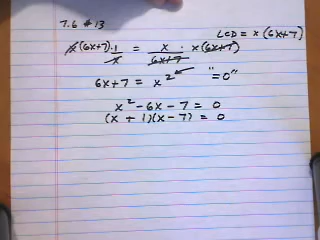 7.6 #13
LCD = x(6x+7)
x(6x+7) · 1/x = x/(6x+7) · x(6x+7)
6x+7 = x² "=0"
x² - 6x - 7 = 0
(x + 1)(x - 7) = 0